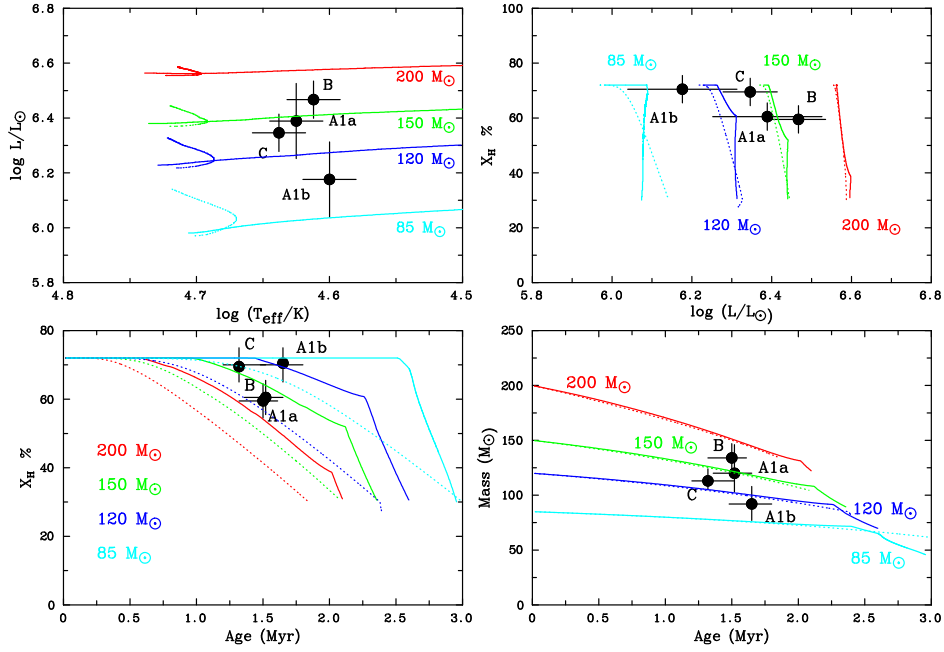 6.8
6.6
6.4
6.2
6.0
5.8
log L/L☉
200 M☉
B
150 M☉
A1a
C
120 M☉
A1b
85 M☉
4.8
4.7
4.6
4.5
log (Teff/K)
100
80
60
40
20
0
XH %
85 M☉
150 M☉
C
B
A1b
A1a
120 M☉
200 M☉
5.8
6.0
6.2
6.4
6.6
6.8
log (L/L☉)
80
60
40
20
0
XH %
C
A1b
B
A1a
200 M☉
150 M☉
120 M☉
85 M☉
0.0
0.5
1.0
1.5
2.0
2.5
3.0
Age (Myr)
250
200
150
100
50
0
Mass (M☉)
200 M☉
150 M☉
B
A1a
C
A1b
120 M☉
85 M☉
0.0
0.5
1.0
1.5
2.0
2.5
3.0
Age (Myr)